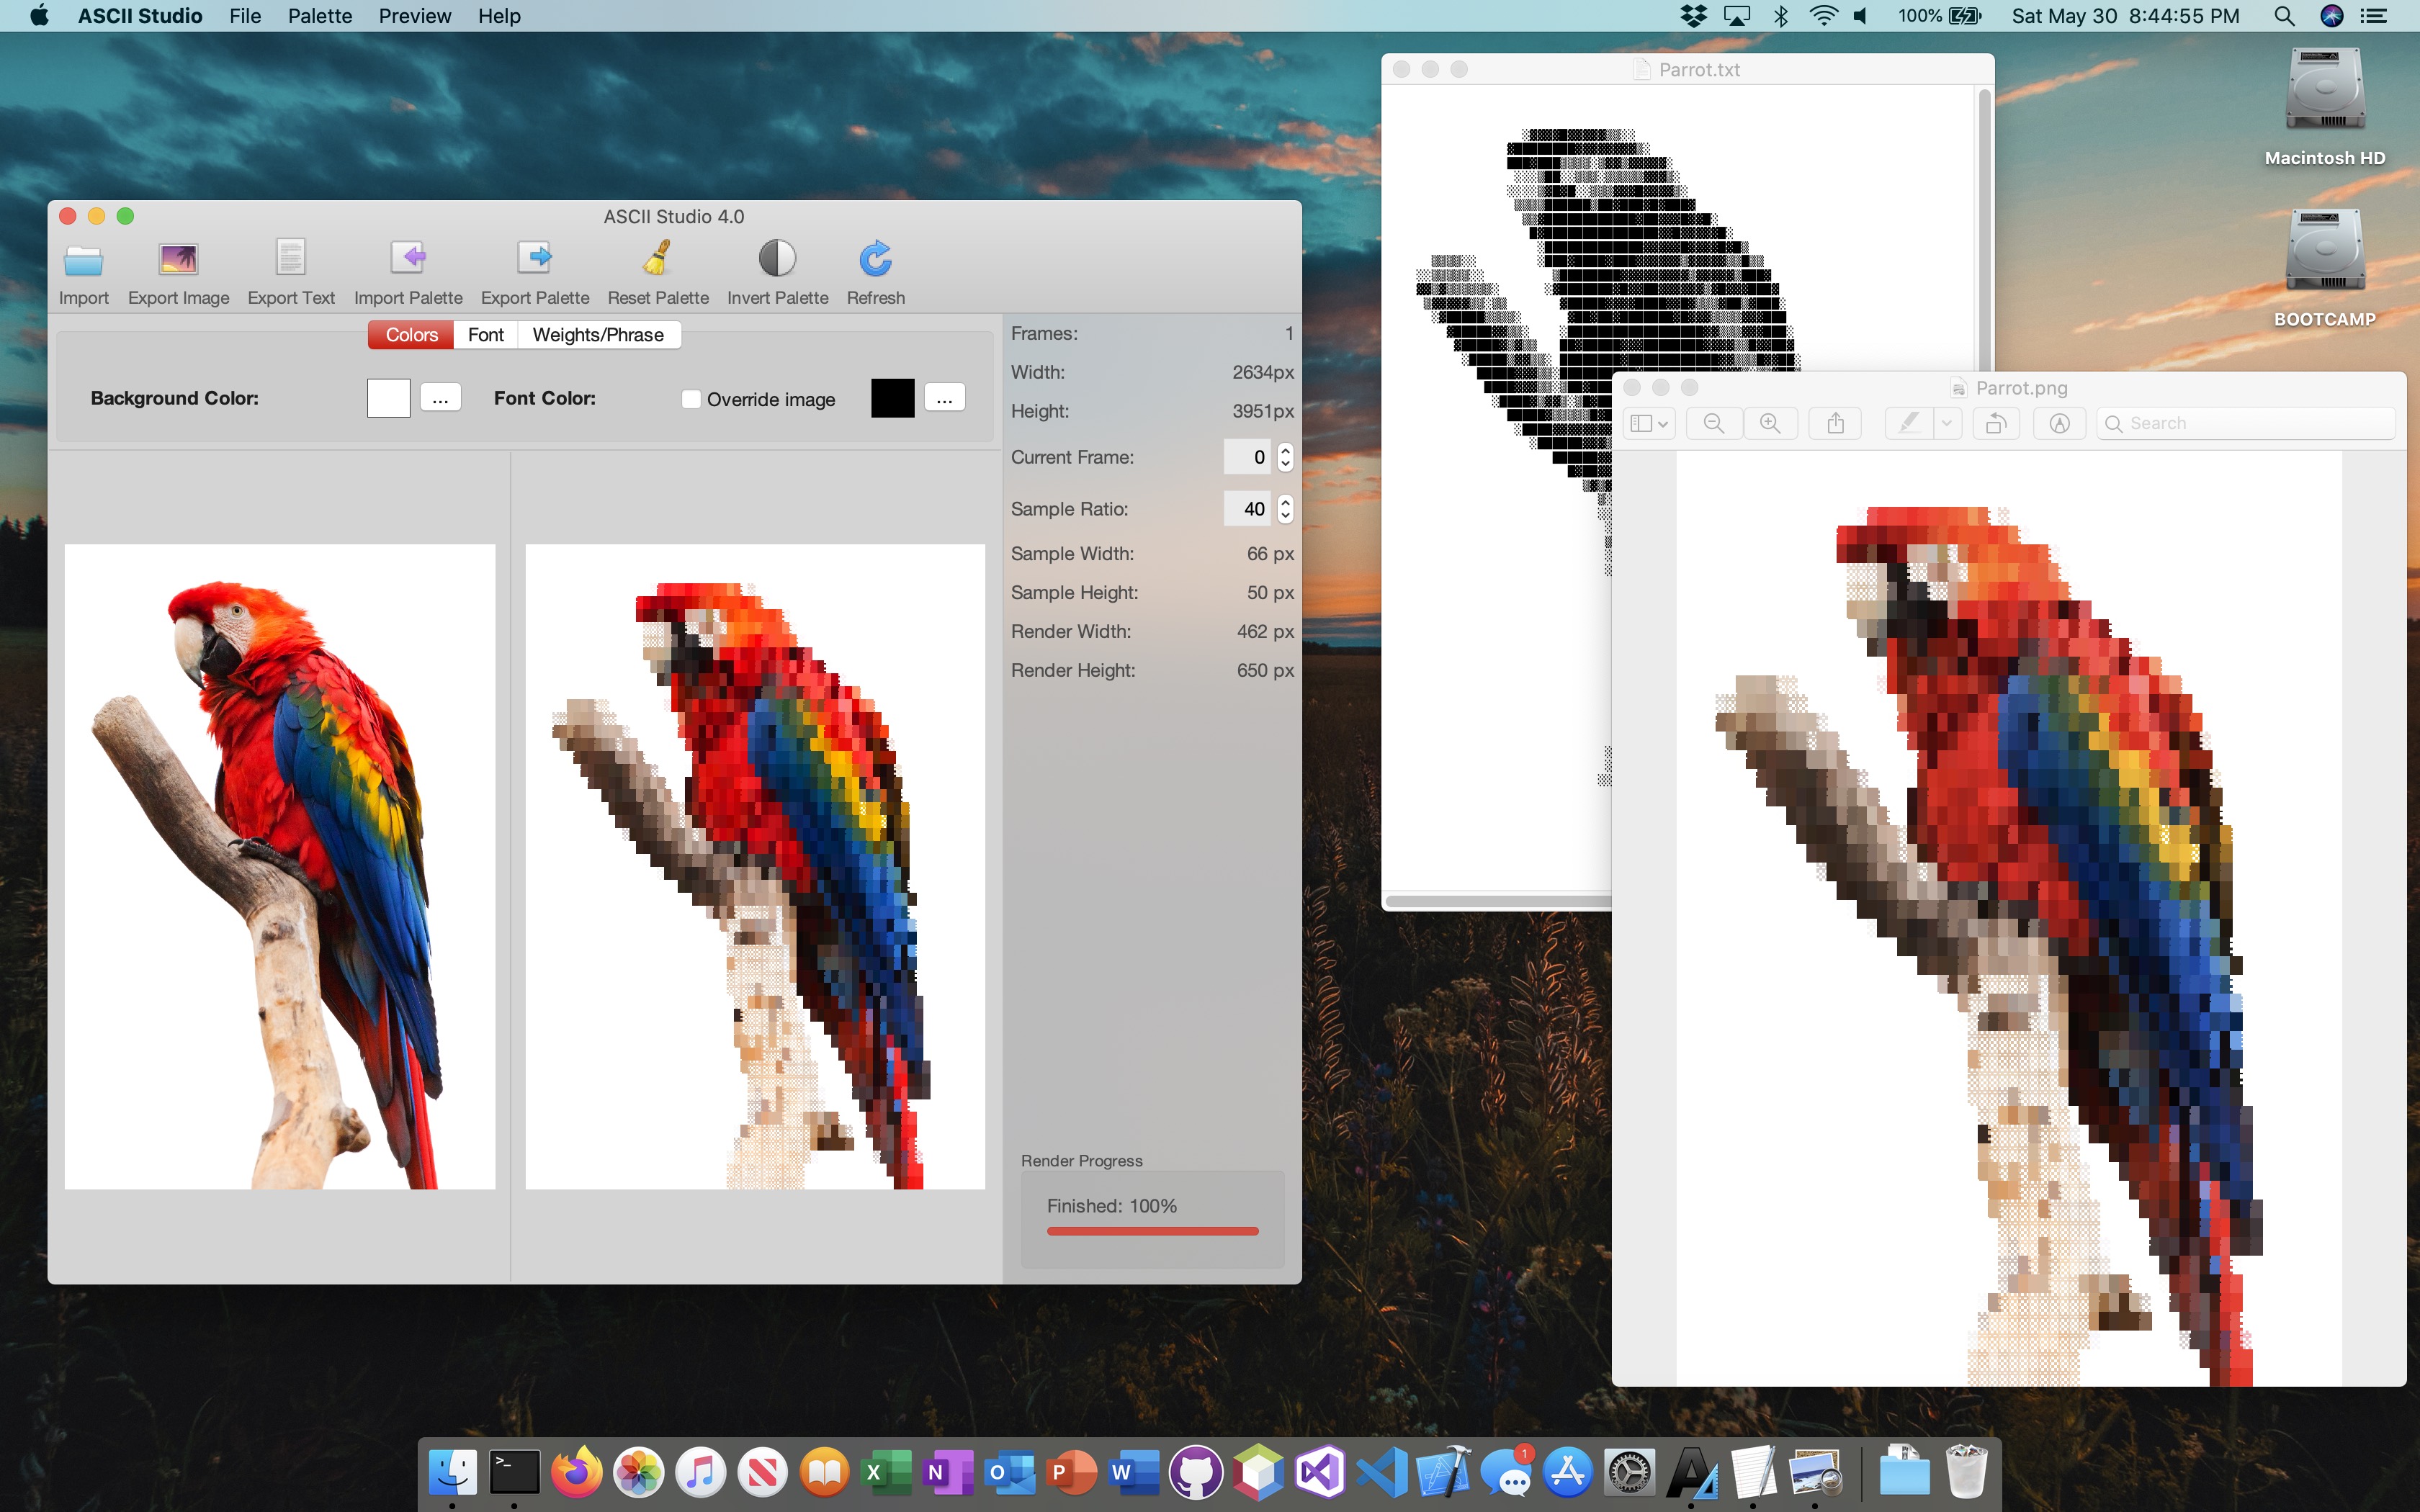 ASCII Studio File Palette Preview Help 100% Sat May 30 8:44:55 PM
Parrot.txt
Macintosh HD
BOOTCAMP
ASCII Studio 4.0
Import Export Image Export Text Import Palette Export Palette Reset Palette Invert Palette Refresh
Colors Font Weights/Phrase
Background Color: ... Font Color: Override image ...
Frames: 1
Width: 2634px
Height: 3951px
Current Frame: 0
Sample Ratio: 40
Sample Width: 66 px
Sample Height: 50 px
Render Width: 462 px
Render Height: 650 px
Render Progress
Finished: 100%
Parrot.png
Search
>_ X N O P W 1